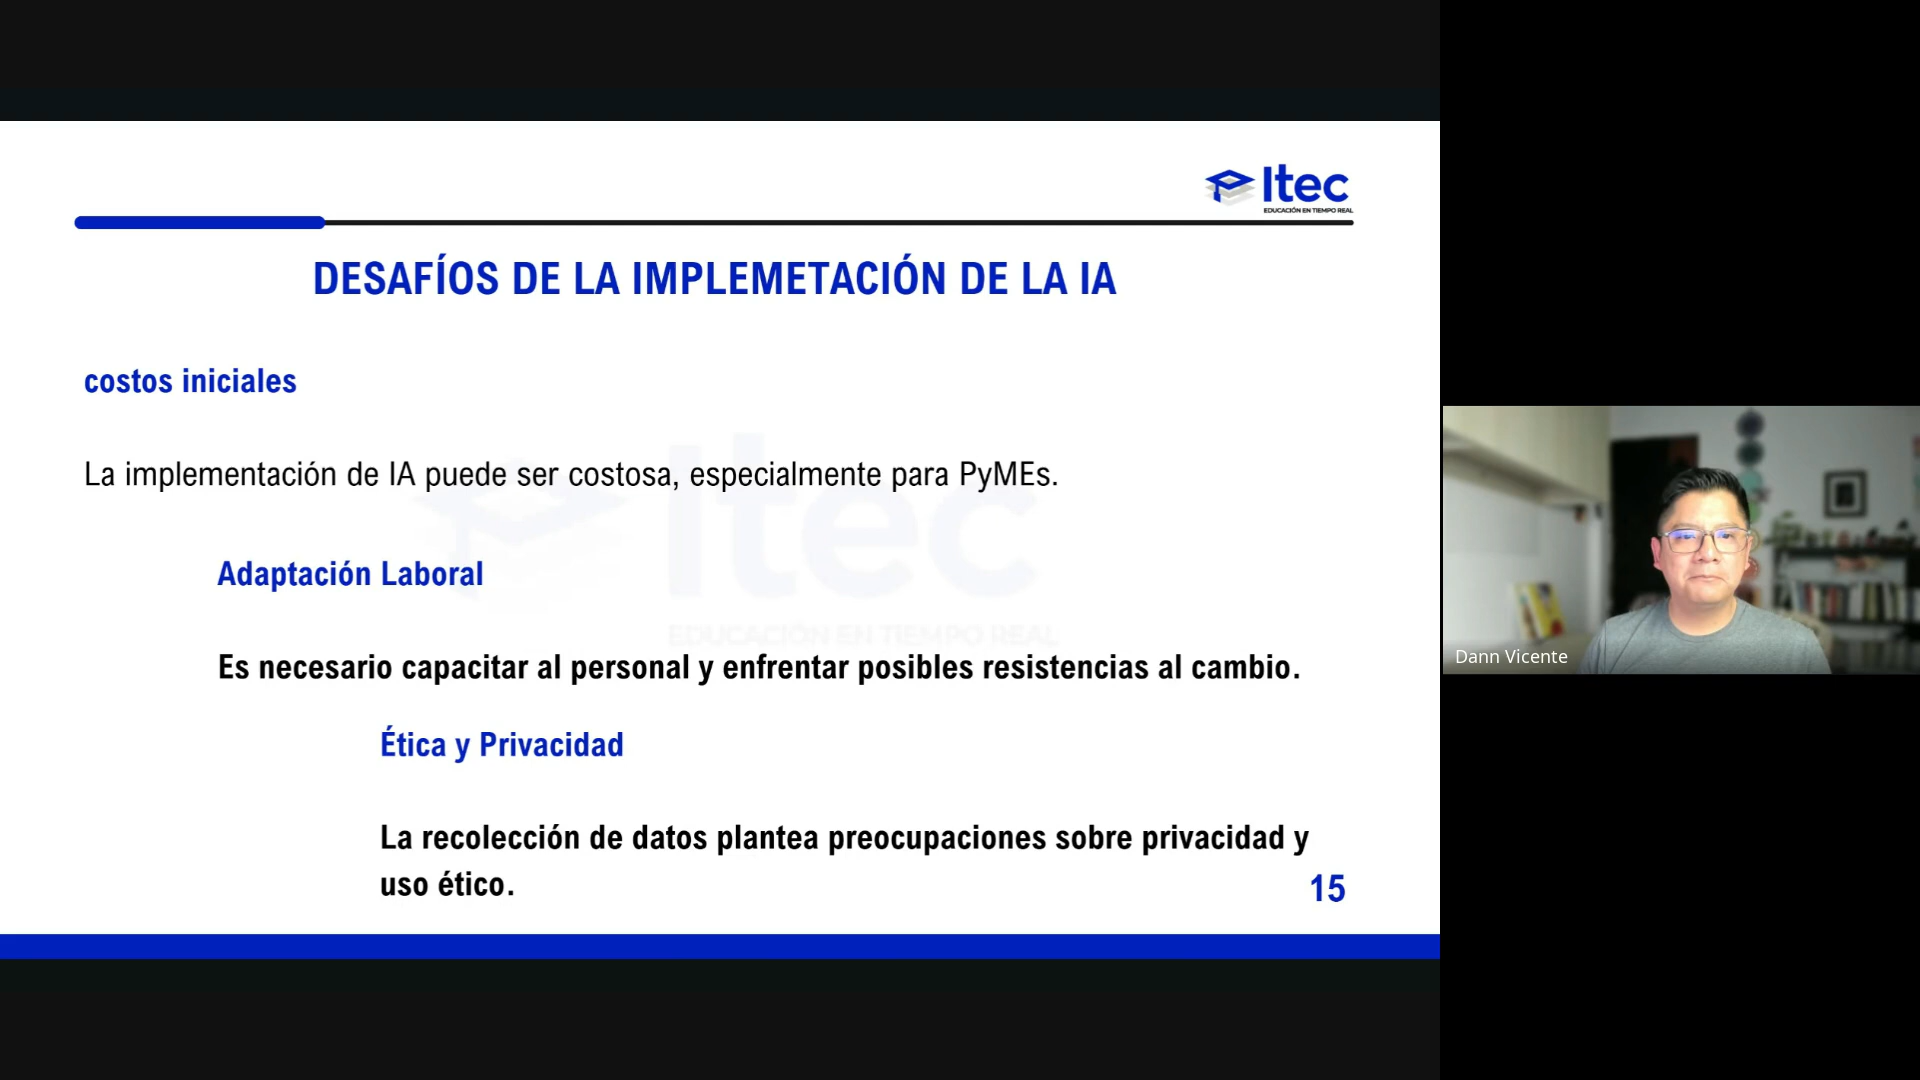 Itec
EDUCACIÓN EN TIEMPO REAL
DESAFÍOS DE LA IMPLEMETACIÓN DE LA IA
costos iniciales
La implementación de IA puede ser costosa, especialmente para PyMEs.
Itec
EDUCACIÓN EN TIEMPO REAL
Adaptación Laboral
Es necesario capacitar al personal y enfrentar posibles resistencias al cambio.
Ética y Privacidad
La recolección de datos plantea preocupaciones sobre privacidad y
uso ético.
15
Dann Vicente